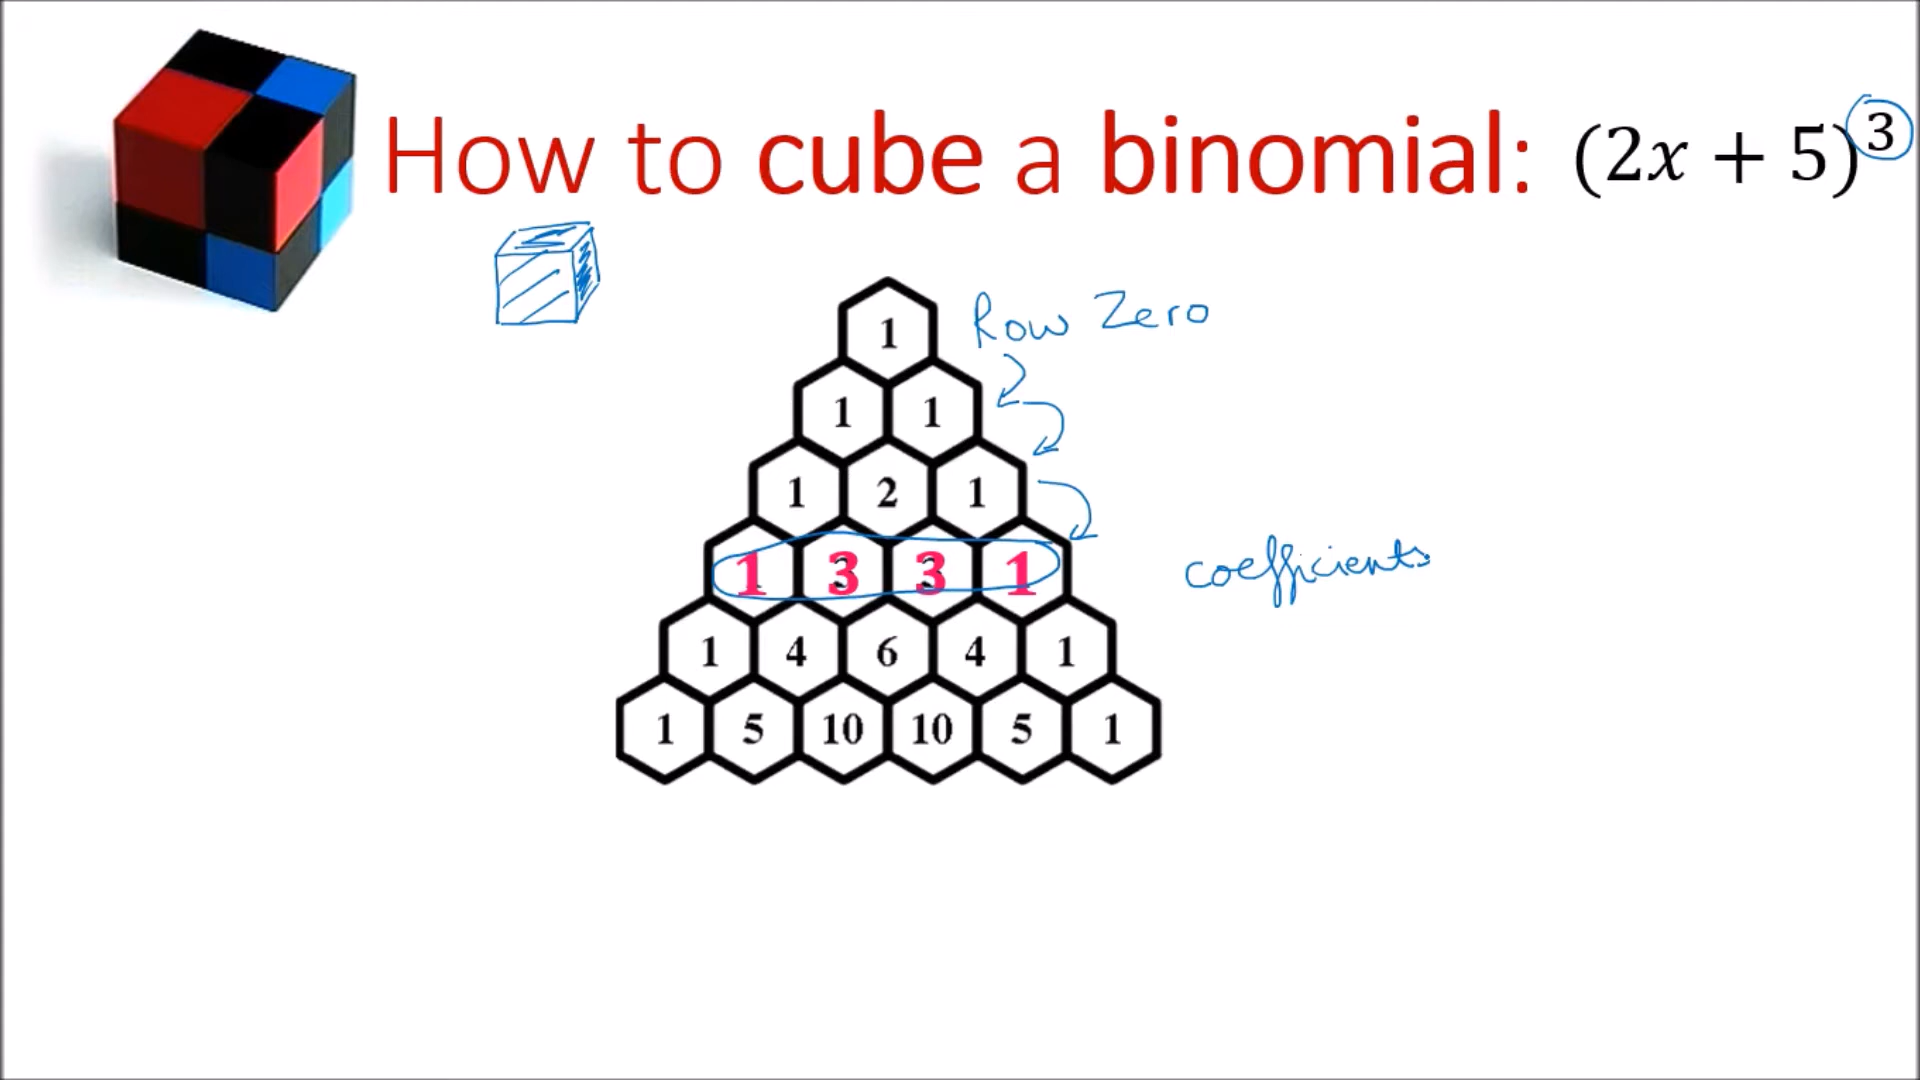 How to cube a binomial: (2x + 5)³
1
Row Zero
1 1
1 2 1
1 3 3 1
coefficients
1 4 6 4 1
1 5 10 10 5 1